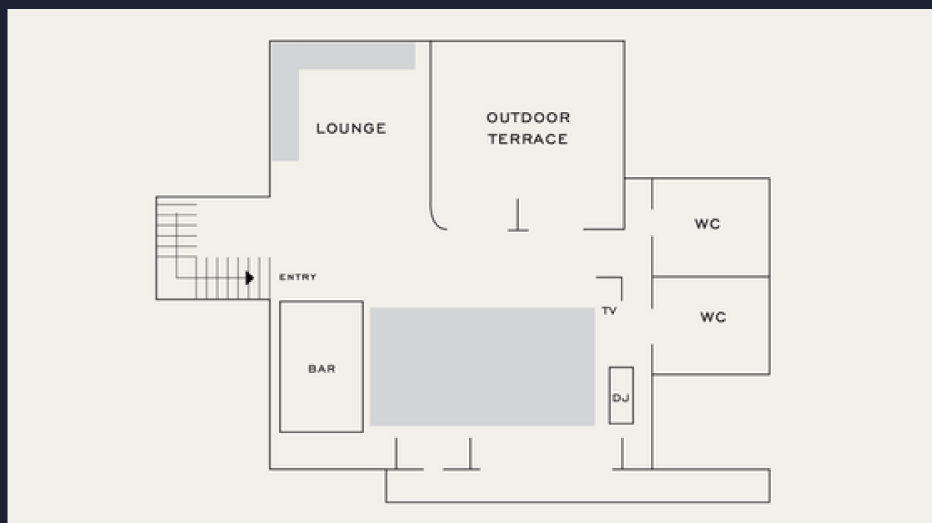 LOUNGE
OUTDOOR
TERRACE
WC
ENTRY
TV
WC
BAR
DJ